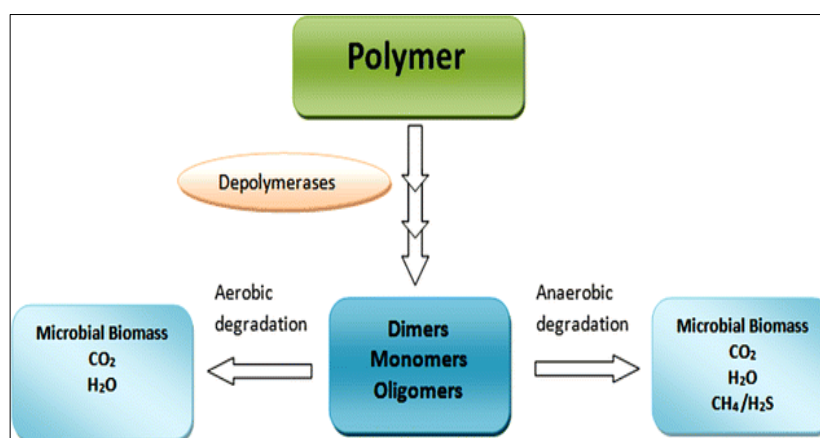 Polymer
Depolymerases
Aerobic
degradation
Anaerobic
degradation
Microbial Biomass
CO₂
H₂O
Dimers
Monomers
Oligomers
Microbial Biomass
CO₂
H₂O
CH₄/H₂S